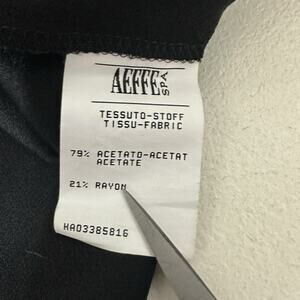 AEFFE SPA
TESSUTO-STOFF
TISSU-FABRIC
79% ACETATO-ACETAT
ACETATE
21% RAYON
HA03385816